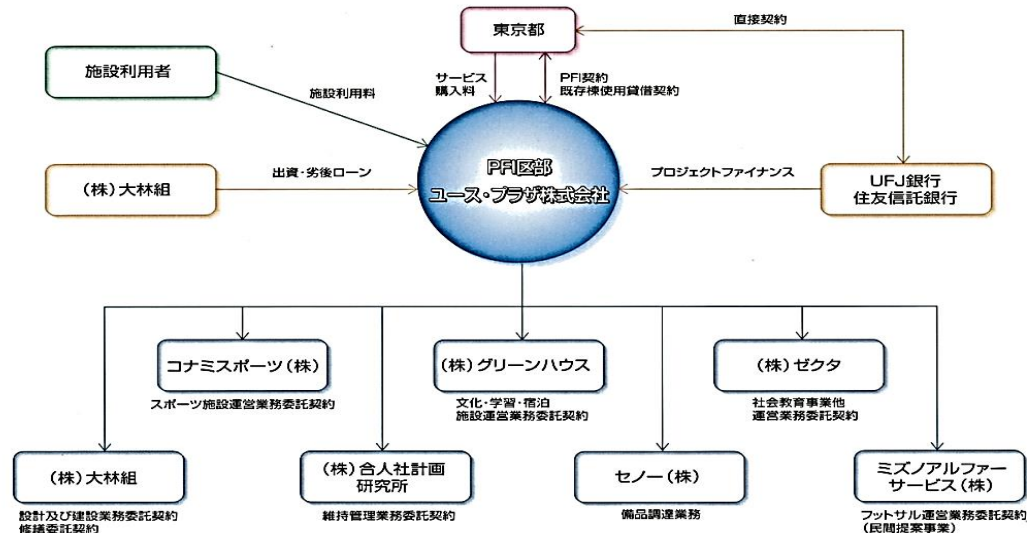 東京都
直接契約
施設利用者
サービス
購入料
PFI契約
既存棟使用貸借契約
施設利用料
PFI区部
ユース・プラザ株式会社
(株)大林組
出資・劣後ローン
プロジェクトファイナンス
UFJ銀行
住友信託銀行
コナミスポーツ(株)
スポーツ施設運営業務委託契約
(株)グリーンハウス
文化・学習・宿泊
施設運営業務委託契約
(株)ゼクタ
社会教育事業他
運営業務委託契約
(株)大林組
設計及び建設業務委託契約
修繕委託契約
(株)合人社計画
研究所
維持管理業務委託契約
セノー(株)
備品調達業務
ミズノアルファー
サービス(株)
フットサル運営業務委託契約
(民間提案事業)